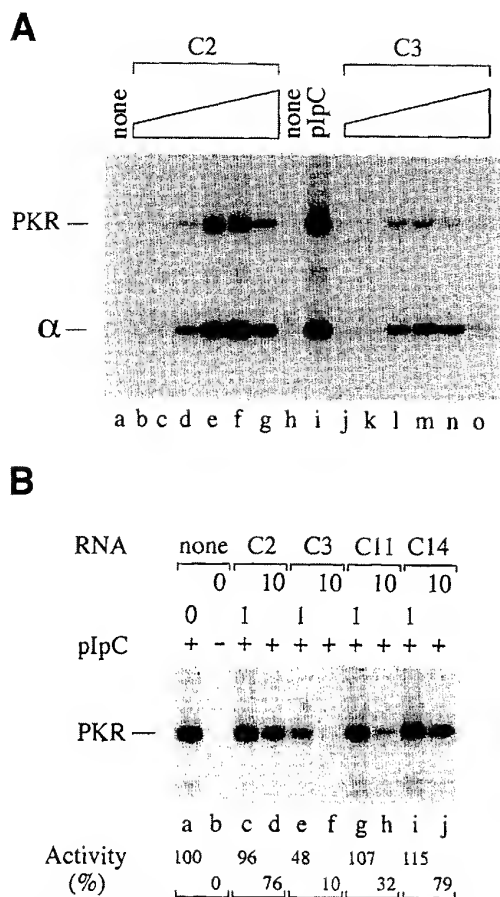 A
C2
C3
none
none
pIpC
PKR
α
a b c d e f g h i j k l m n o
B
RNA none C2 C3 C11 C14
0 10 10 10 10
0 1 1 1 1
pIpC + - + + + + + + + +
PKR
a b c d e f g h i j
Activity 100 96 48 107 115
(%) 0 76 10 32 79